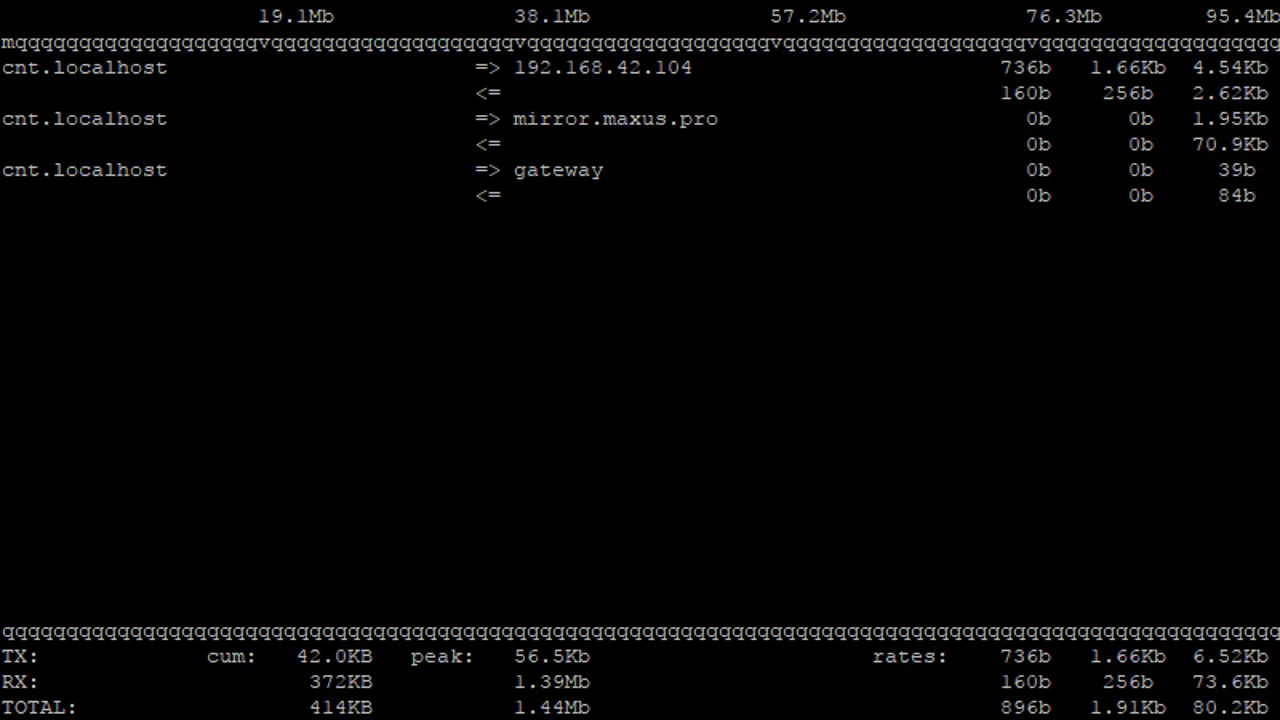 19.1Mb 38.1Mb 57.2Mb 76.3Mb 95.4Mb
mqqqqqqqqqqqqqqqqqqqvqqqqqqqqqqqqqqqqqqqvqqqqqqqqqqqqqqqqqqqvqqqqqqqqqqqqqqqqqqqvqqqqqqqqqqqqqqqqqqq
cnt.localhost => 192.168.42.104 736b 1.66Kb 4.54Kb
<= 160b 256b 2.62Kb
cnt.localhost => mirror.maxus.pro 0b 0b 1.95Kb
<= 0b 0b 70.9Kb
cnt.localhost => gateway 0b 0b 39b
<= 0b 0b 84b
qqqqqqqqqqqqqqqqqqqqqqqqqqqqqqqqqqqqqqqqqqqqqqqqqqqqqqqqqqqqqqqqqqqqqqqqqqqqqqqqqqqqqqqqqqqqqqqqqqqq
TX: cum: 42.0KB peak: 56.5Kb rates: 736b 1.66Kb 6.52Kb
RX: 372KB 1.39Mb 160b 256b 73.6Kb
TOTAL: 414KB 1.44Mb 896b 1.91Kb 80.2Kb